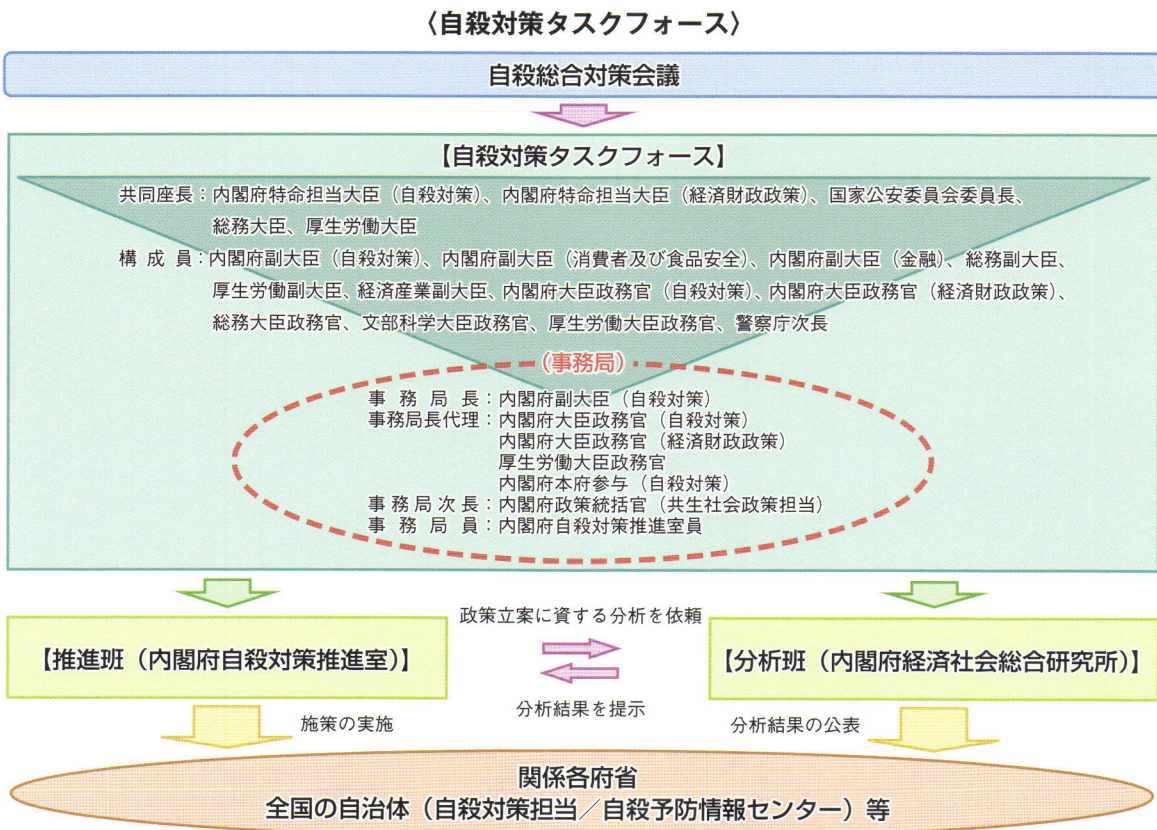 〈自殺対策タスクフォース〉
自殺総合対策会議
【自殺対策タスクフォース】
共同座長：内閣府特命担当大臣（自殺対策）、内閣府特命担当大臣（経済財政政策）、国家公安委員会委員長、
総務大臣、厚生労働大臣
構成員：内閣府副大臣（自殺対策）、内閣府副大臣（消費者及び食品安全）、内閣府副大臣（金融）、総務副大臣、
厚生労働副大臣、経済産業副大臣、内閣府大臣政務官（自殺対策）、内閣府大臣政務官（経済財政政策）、
総務大臣政務官、文部科学大臣政務官、厚生労働大臣政務官、警察庁次長
（事務局）
事務局長：内閣府副大臣（自殺対策）
事務局長代理：内閣府大臣政務官（自殺対策）
内閣府大臣政務官（経済財政政策）
厚生労働大臣政務官
内閣府本府参与（自殺対策）
事務局次長：内閣府政策統括官（共生社会政策担当）
事務局員：内閣府自殺対策推進室員
政策立案に資する分析を依頼
【推進班（内閣府自殺対策推進室）】
【分析班（内閣府経済社会総合研究所）】
分析結果を提示
施策の実施
分析結果の公表
関係各府省
全国の自治体（自殺対策担当／自殺予防情報センター）等